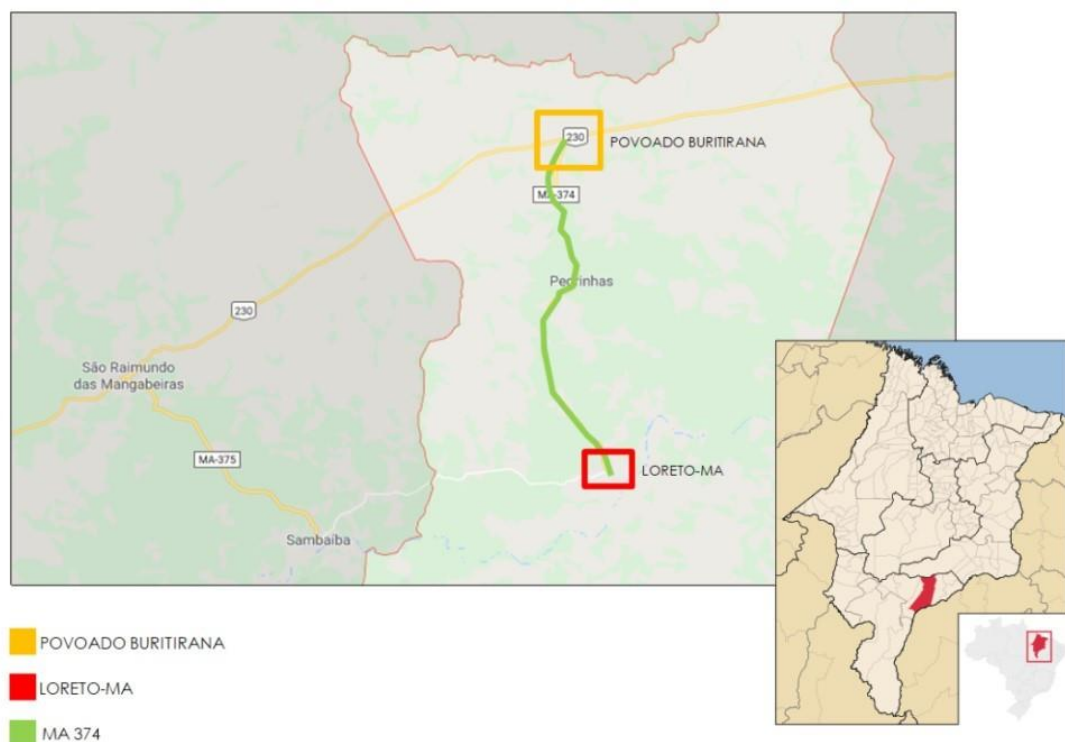 230
POVOADO BURITIRANA
MA-374
Pedrinhas
230
São Raimundo
das Mangabeiras
MA-375
LORETO-MA
Sambaíba
POVOADO BURITIRANA
LORETO-MA
MA 374